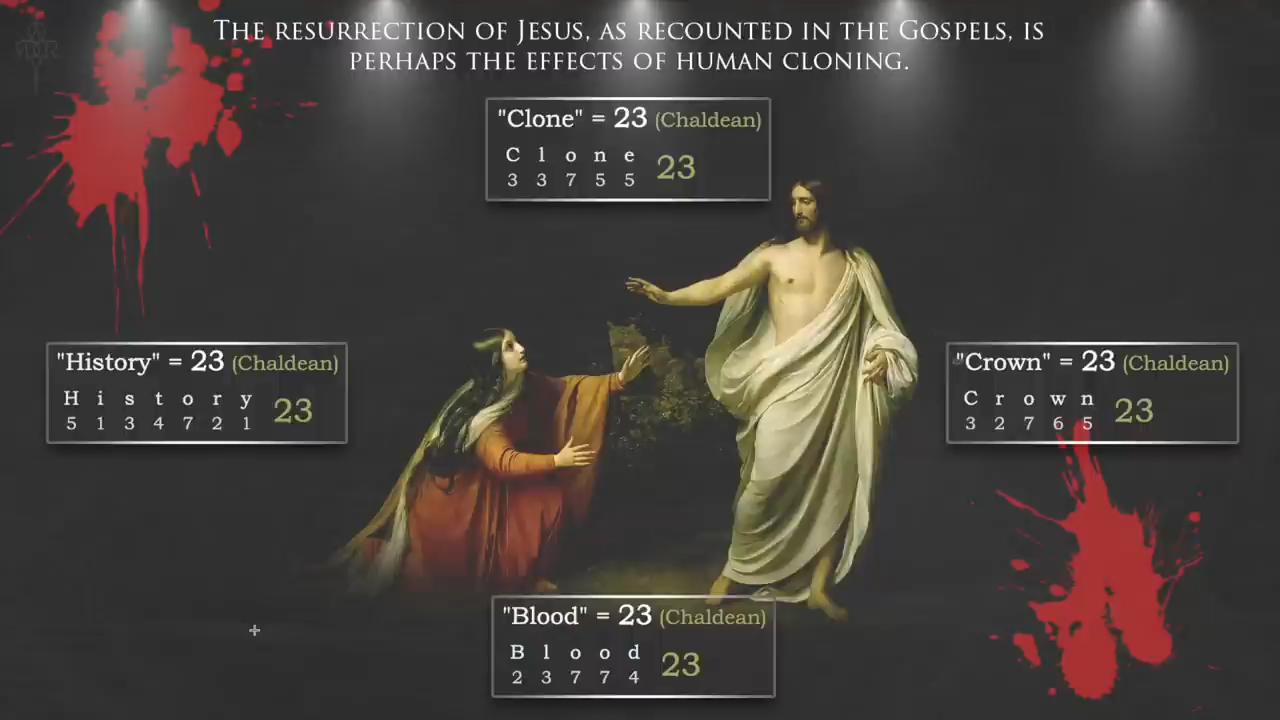 The resurrection of Jesus, as recounted in the Gospels, is
perhaps the effects of human cloning.
"Clone" = 23 (Chaldean)
C l o n e 23
3 3 7 5 5
"History" = 23 (Chaldean)
H i s t o r y 23
5 1 3 4 7 2 1
"Crown" = 23 (Chaldean)
C r o w n 23
3 2 7 6 5
"Blood" = 23 (Chaldean)
B l o o d 23
2 3 7 7 4